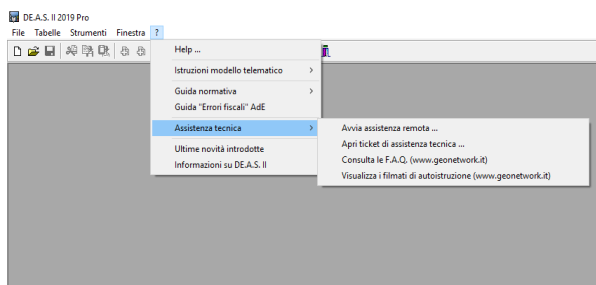 DE.A.S. II 2019 Pro
File Tabelle Strumenti Finestra ?
Help ...
Istruzioni modello telematico
Guida normativa
Guida "Errori fiscali" AdE
Assistenza tecnica
Ultime novità introdotte
Informazioni su DE.A.S. II
Avvia assistenza remota ...
Apri ticket di assistenza tecnica ...
Consulta le F.A.Q. (www.geonetwork.it)
Visualizza i filmati di autoistruzione (www.geonetwork.it)